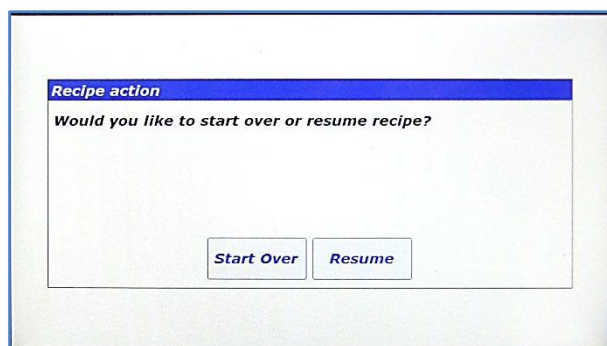 Recipe action
Would you like to start over or resume recipe?
Start Over
Resume